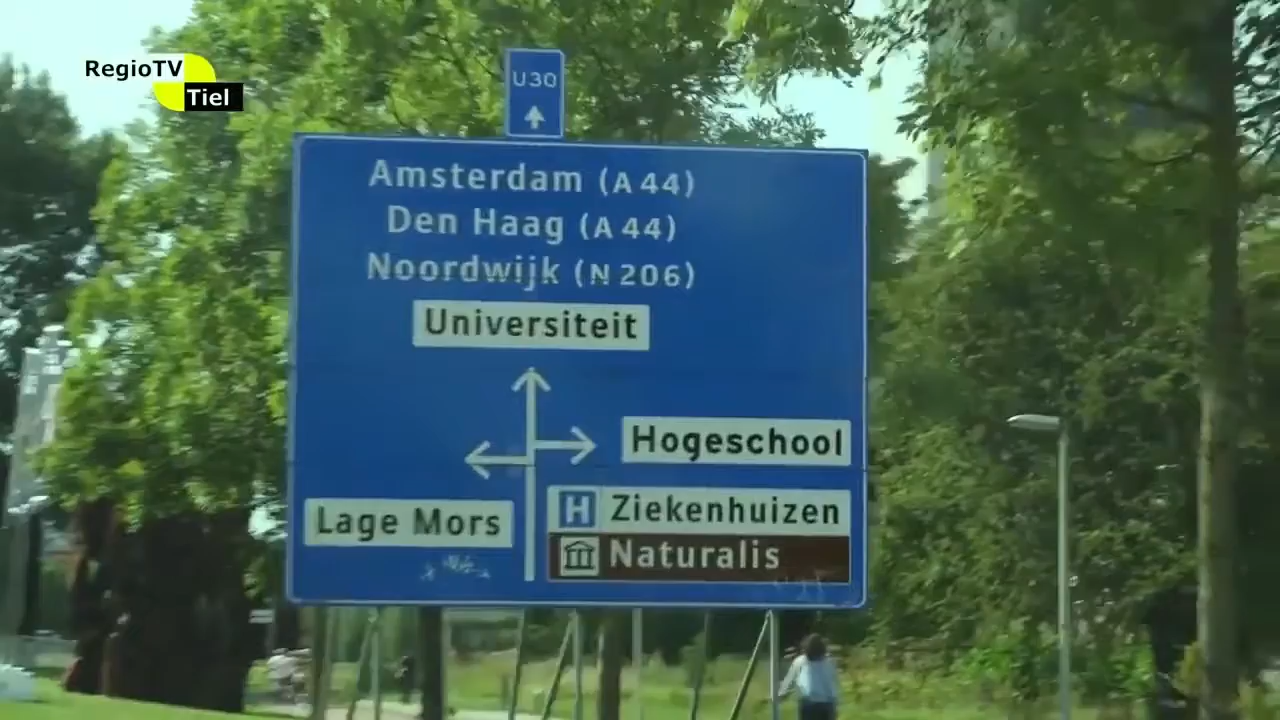 RegioTV
Tiel
U30
Amsterdam (A 44)
Den Haag (A 44)
Noordwijk (N 206)
Universiteit
Hogeschool
Lage Mors
H Ziekenhuizen
Naturalis